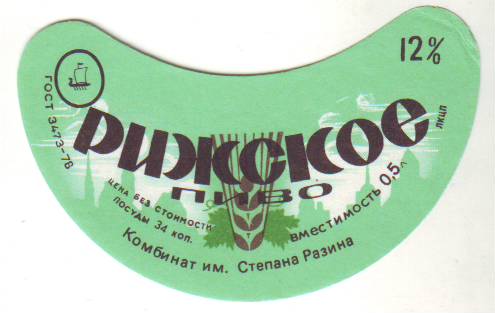 12%
ГОСТ 3473-78
РИЖСКОЕ
ПИВО
ЛКЦП
ЦЕНА БЕЗ СТОИМОСТИ
ПОСУДЫ 34 КОП.
ВМЕСТИМОСТЬ 0,5 л
Комбинат им. Степана Разина